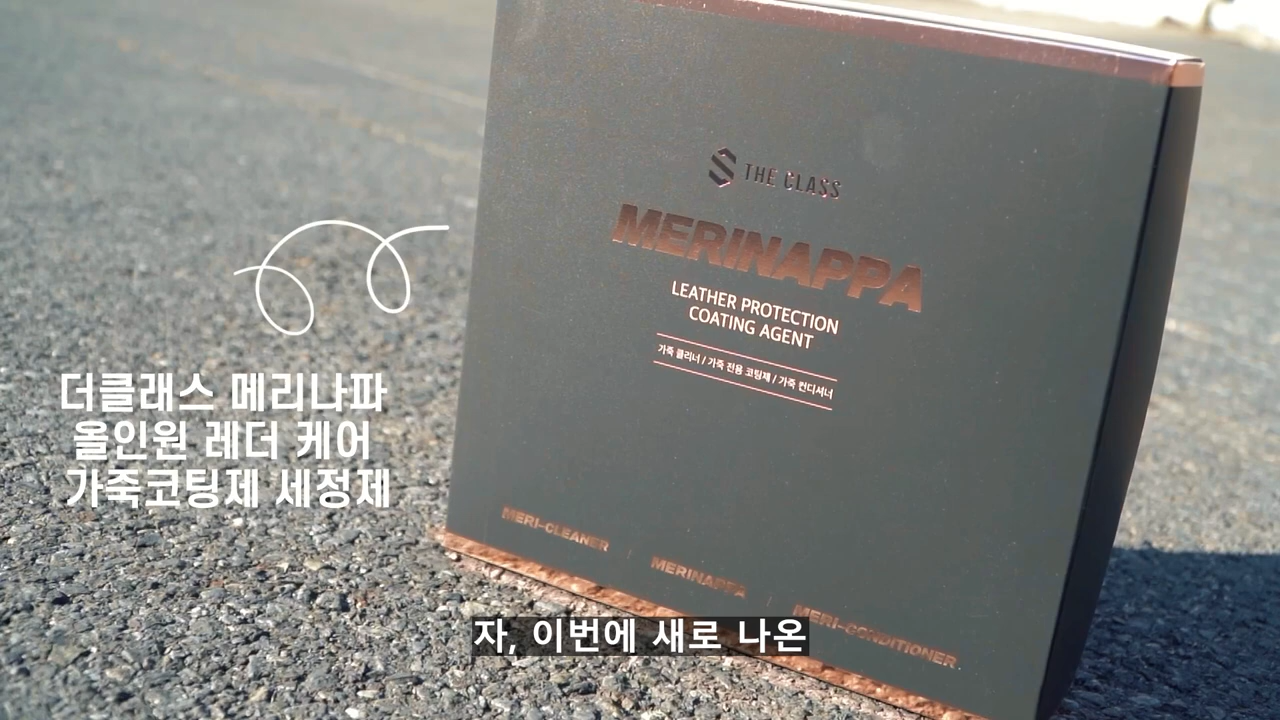 THE CLASS
MERINAPPA
LEATHER PROTECTION
COATING AGENT
가죽 클리너 / 가죽 전용 코팅제 / 가죽 컨디셔너
더클래스 메리나파
올인원 레더 케어
가죽코팅제 세정제
MERI-CLEANER
MERINAPPA
MERI-CONDITIONER
자, 이번에 새로 나온